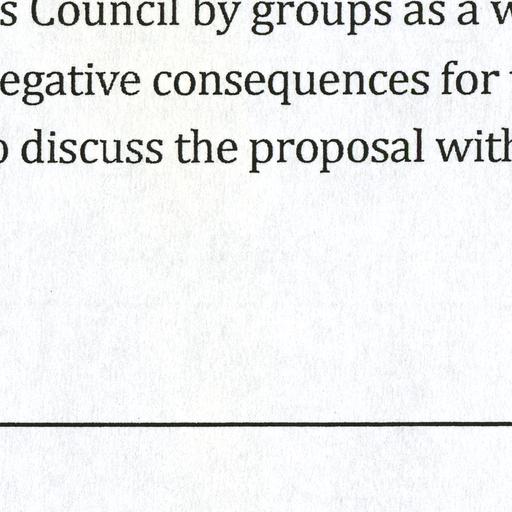 s Council by groups as a w
egative consequences for
o discuss the proposal with